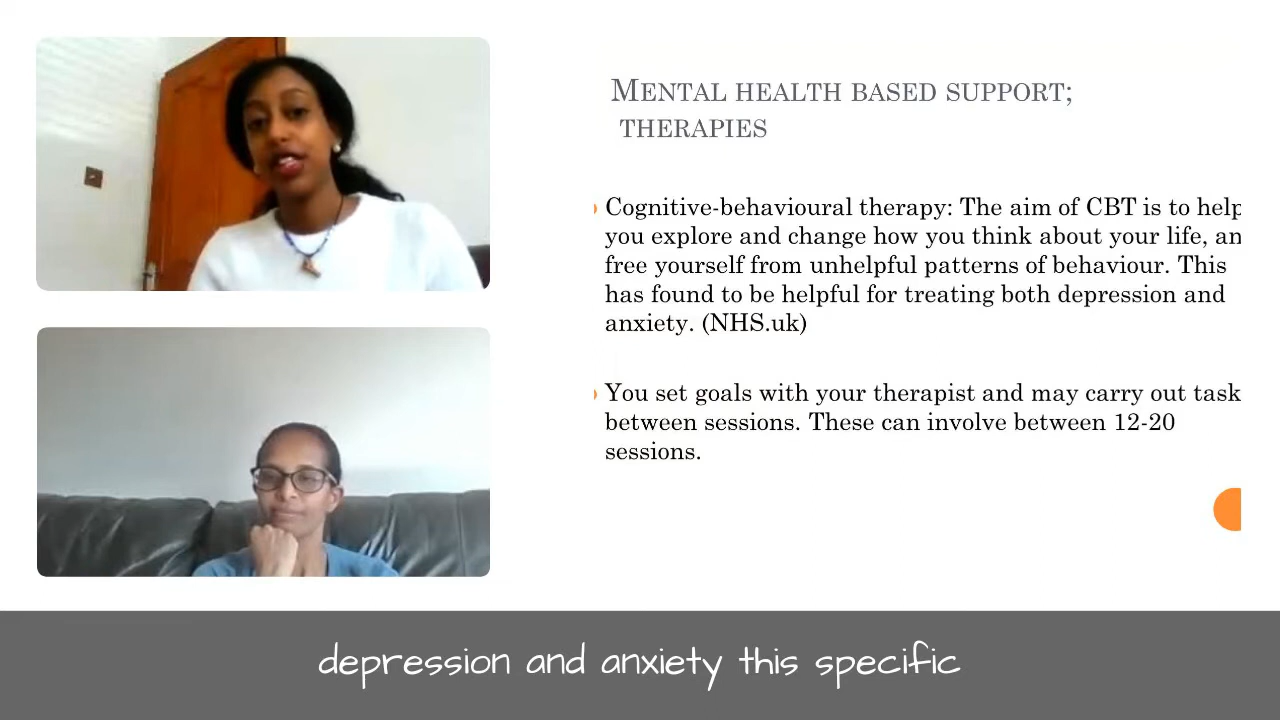 MENTAL HEALTH BASED SUPPORT;
THERAPIES
Cognitive-behavioural therapy: The aim of CBT is to help
you explore and change how you think about your life, an
free yourself from unhelpful patterns of behaviour. This
has found to be helpful for treating both depression and
anxiety. (NHS.uk)
You set goals with your therapist and may carry out task
between sessions. These can involve between 12-20
sessions.
depression and anxiety this specific